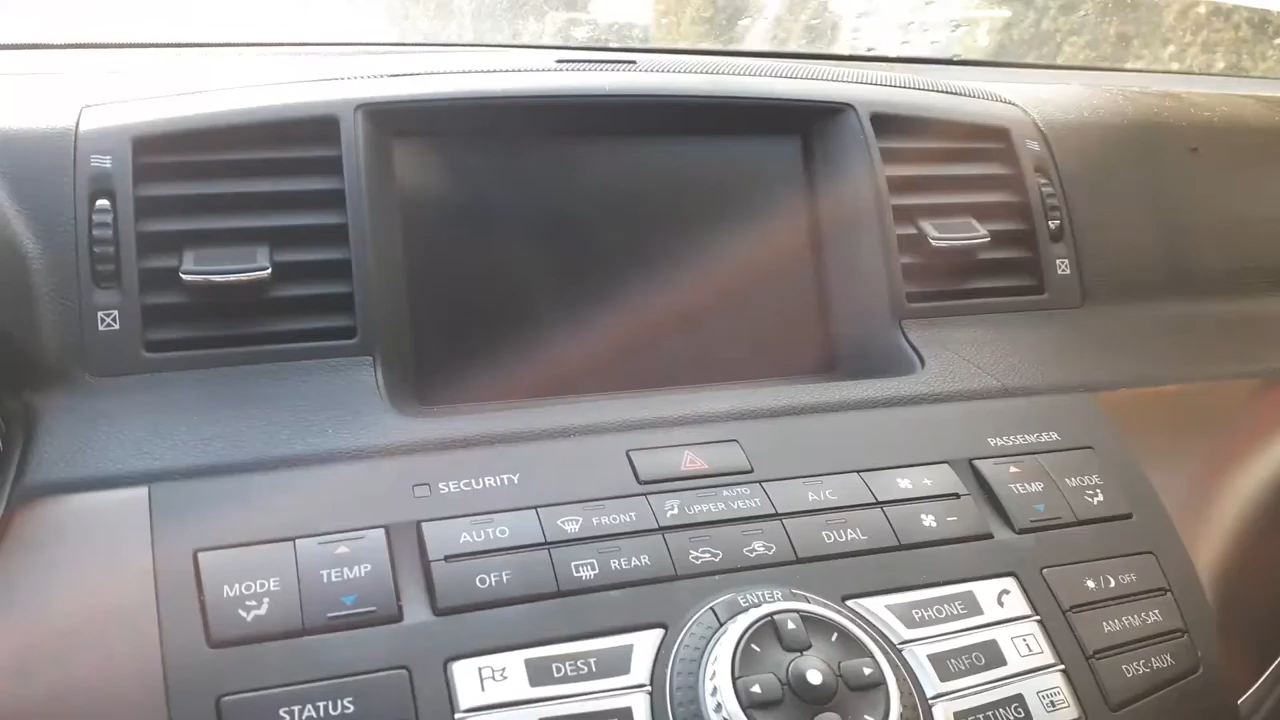 PASSENGER
SECURITY
TEMP
MODE
AUTO
FRONT
AUTO
UPPER VENT
A/C
+
MODE
TEMP
OFF
REAR
DUAL
-
OFF
ENTER
PHONE
AM·FM·SAT
DEST
INFO
i
DISC·AUX
STATUS